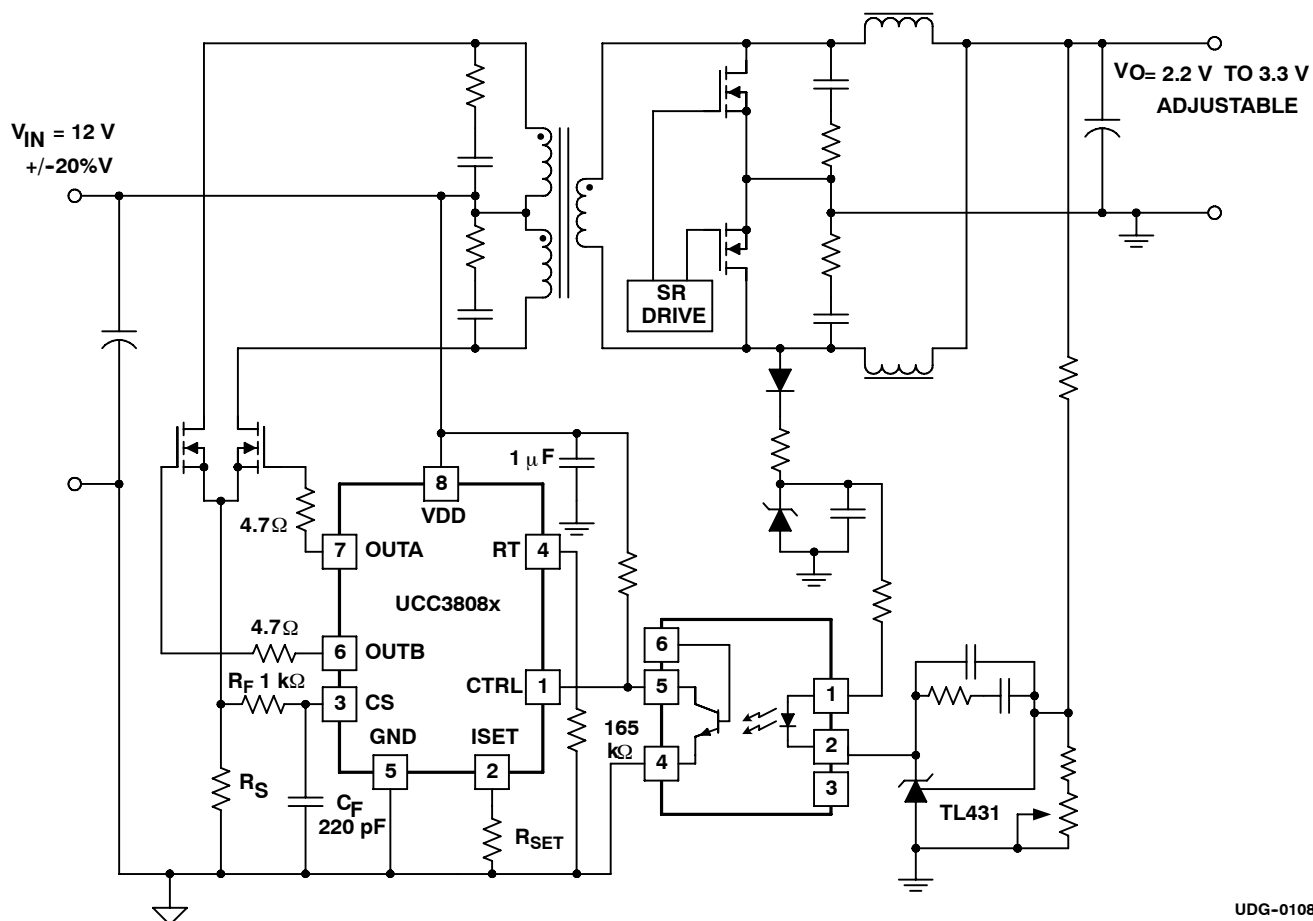 VO= 2.2 V TO 3.3 V
ADJUSTABLE
VIN = 12 V
+/-20%V
SR
DRIVE
1 μF
8
VDD
4.7Ω
7 OUTA
RT 4
UCC3808x
4.7Ω
6 OUTB
RF 1 kΩ
3 CS
CTRL 1
GND
5
ISET
2
RS
CF
220 pF
RSET
165
kΩ
6
5
4
1
2
3
TL431
UDG-0108